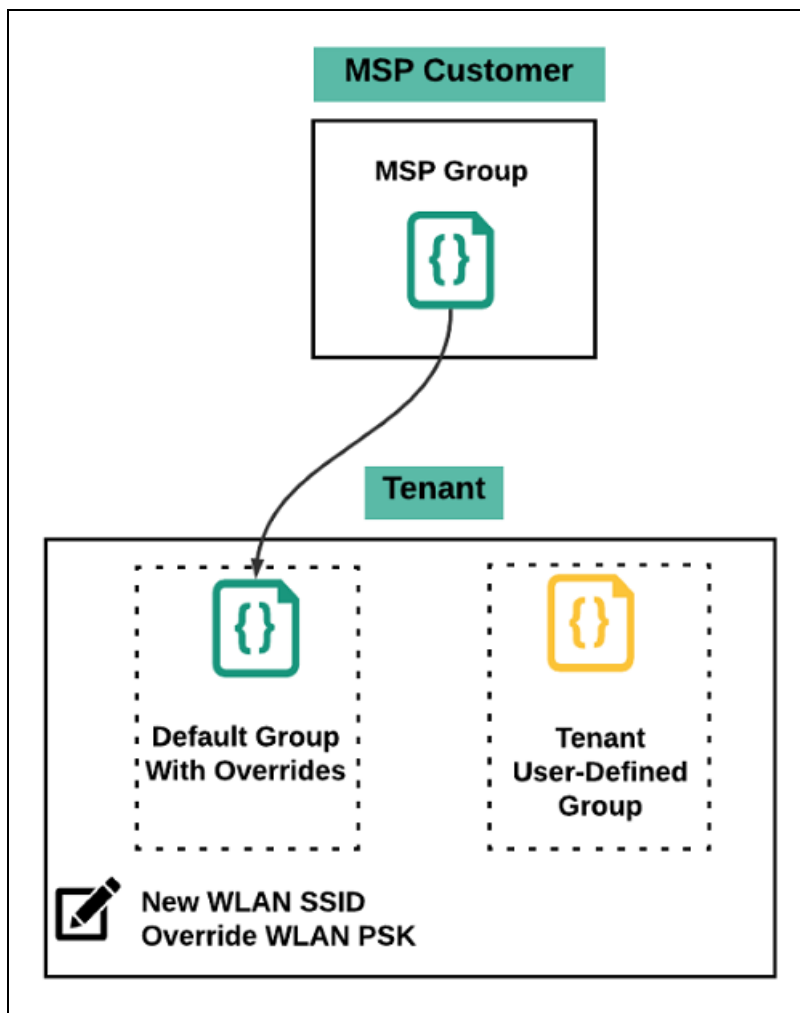 MSP Customer
MSP Group
{}
Tenant
{}
Default Group
With Overrides
{}
Tenant
User-Defined
Group
New WLAN SSID
Override WLAN PSK